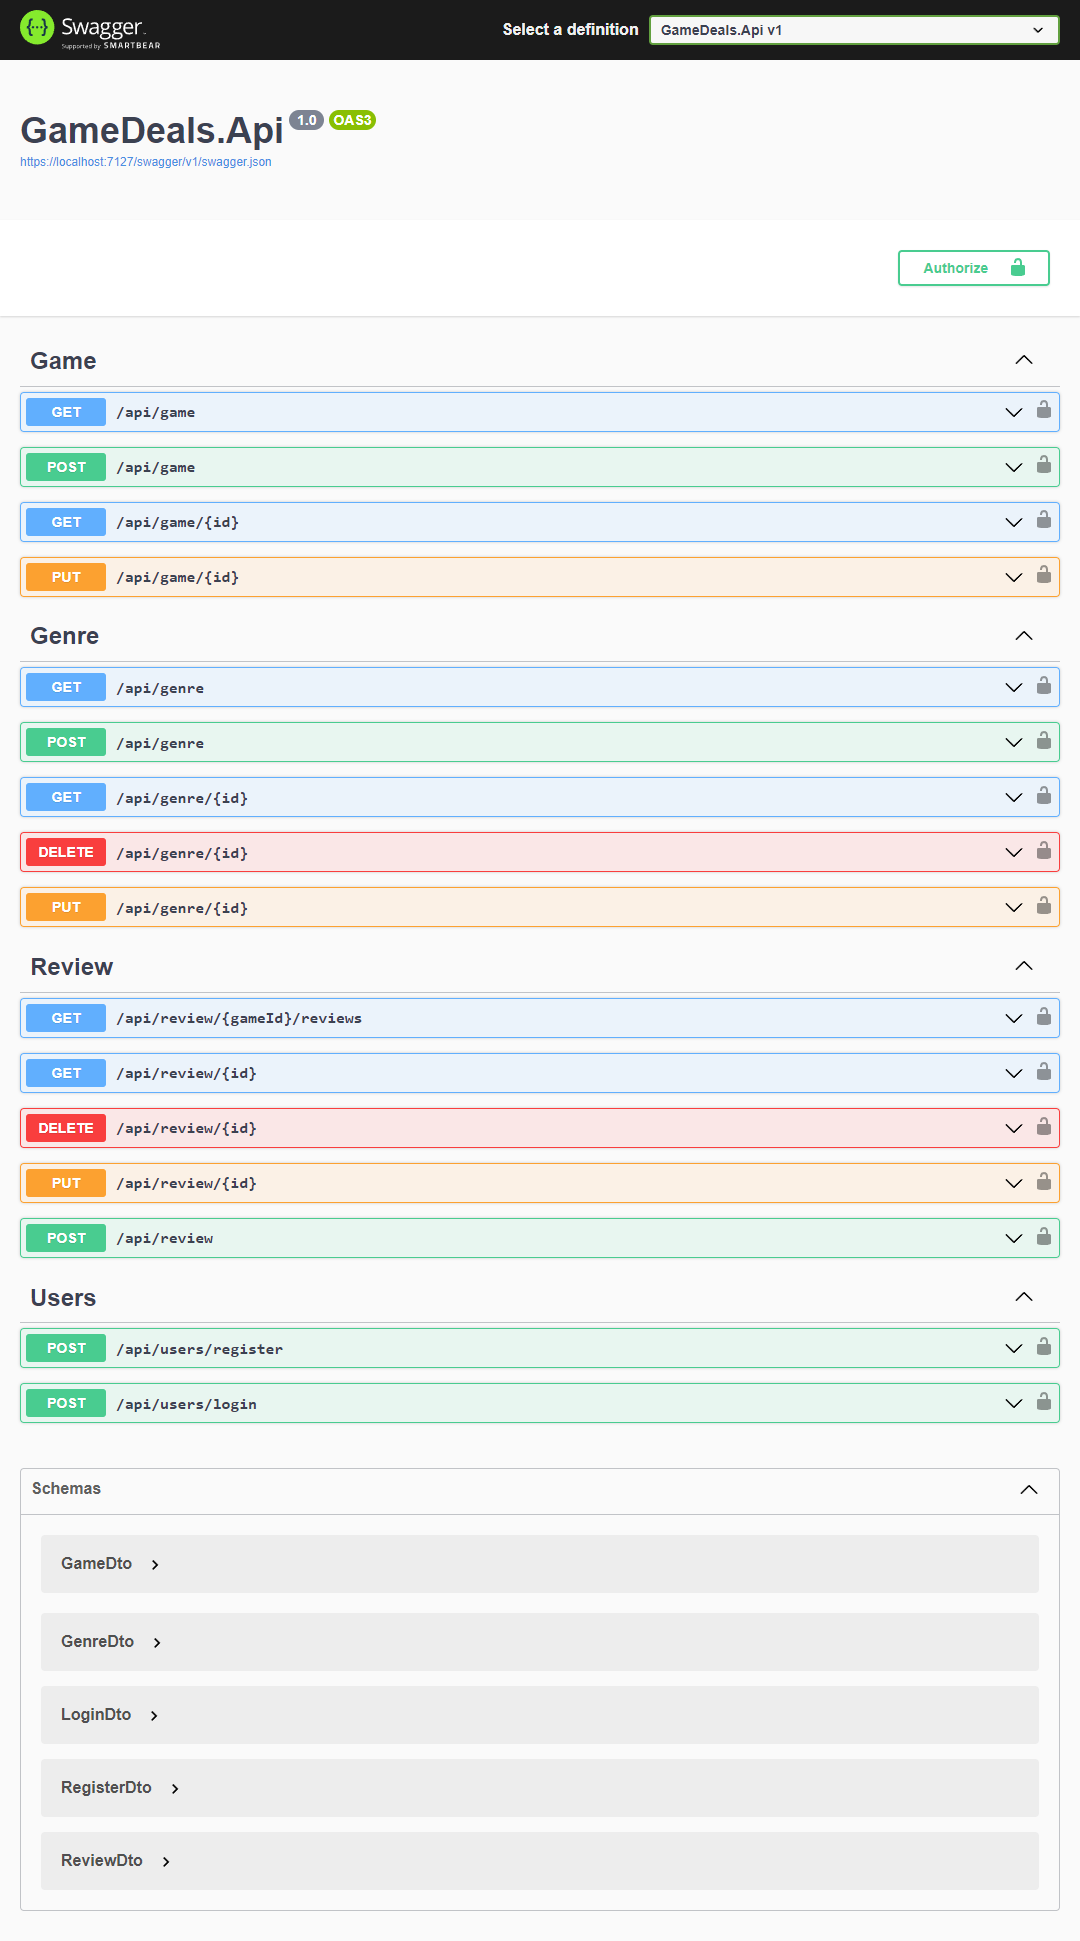 Swagger
Supported by SMARTBEAR
Select a definition
GameDeals.Api v1
GameDeals.Api 1.0 OAS3
https://localhost:7127/swagger/v1/swagger.json
Authorize
Game
GET /api/game
POST /api/game
GET /api/game/{id}
PUT /api/game/{id}
Genre
GET /api/genre
POST /api/genre
GET /api/genre/{id}
DELETE /api/genre/{id}
PUT /api/genre/{id}
Review
GET /api/review/{gameId}/reviews
GET /api/review/{id}
DELETE /api/review/{id}
PUT /api/review/{id}
POST /api/review
Users
POST /api/users/register
POST /api/users/login
Schemas
GameDto
GenreDto
LoginDto
RegisterDto
ReviewDto